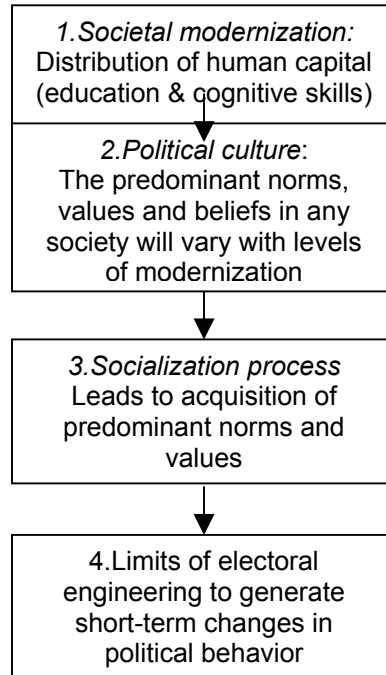 1.Societal modernization:
Distribution of human capital
(education & cognitive skills)
2.Political culture:
The predominant norms,
values and beliefs in any
society will vary with levels
of modernization
3.Socialization process
Leads to acquisition of
predominant norms and
values
4.Limits of electoral
engineering to generate
short-term changes in
political behavior